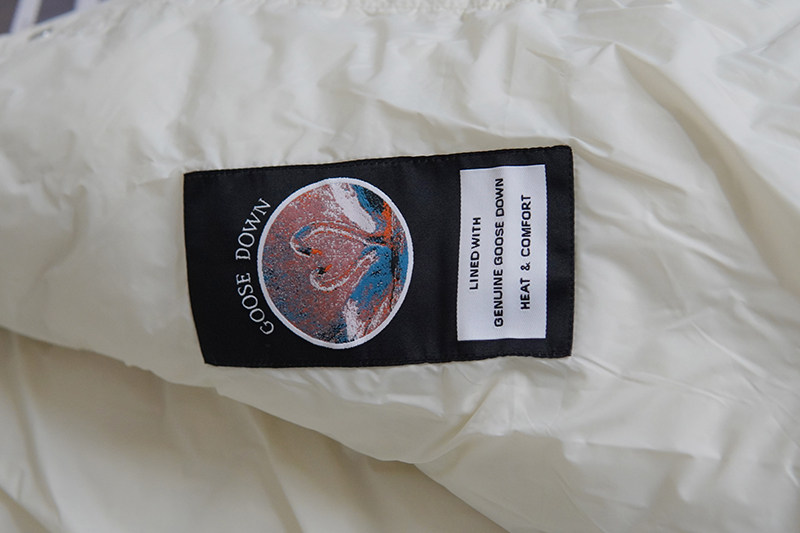 GOOSE DOWN
LINED WITH
GENUINE GOOSE DOWN
HEAT & COMFORT